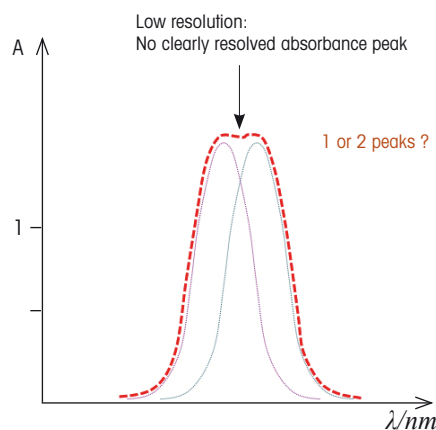 Low resolution:
No clearly resolved absorbance peak
A
1 or 2 peaks ?
1
λ/nm